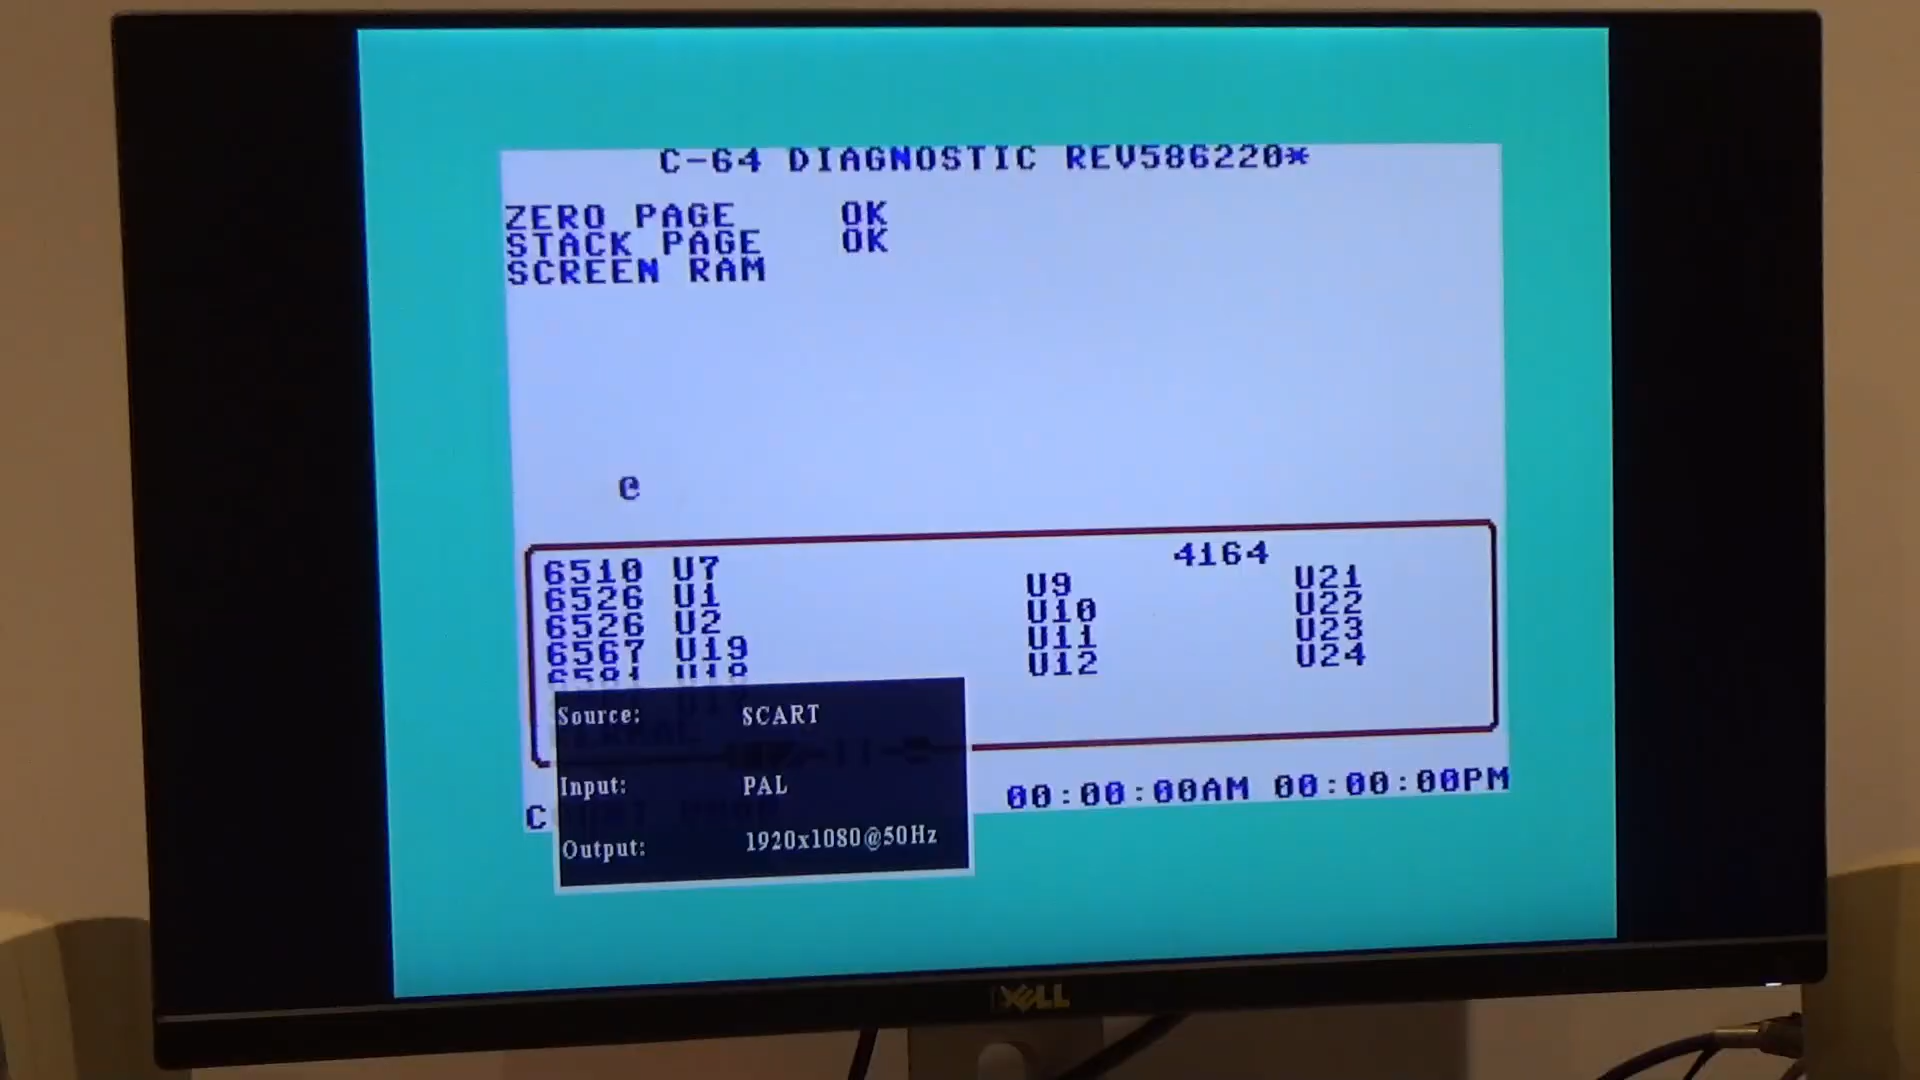 C-64 DIAGNOSTIC REV586220*
ZERO PAGE OK
STACK PAGE OK
SCREEN RAM
@
4164
6510 U7
6526 U1 U9 U21
6526 U2 U10 U22
6567 U19 U11 U23
U12 U24
Source: SCART
Input: PAL
00:00:00AM 00:00:00PM
C
Output: 1920x1080@50Hz
DELL